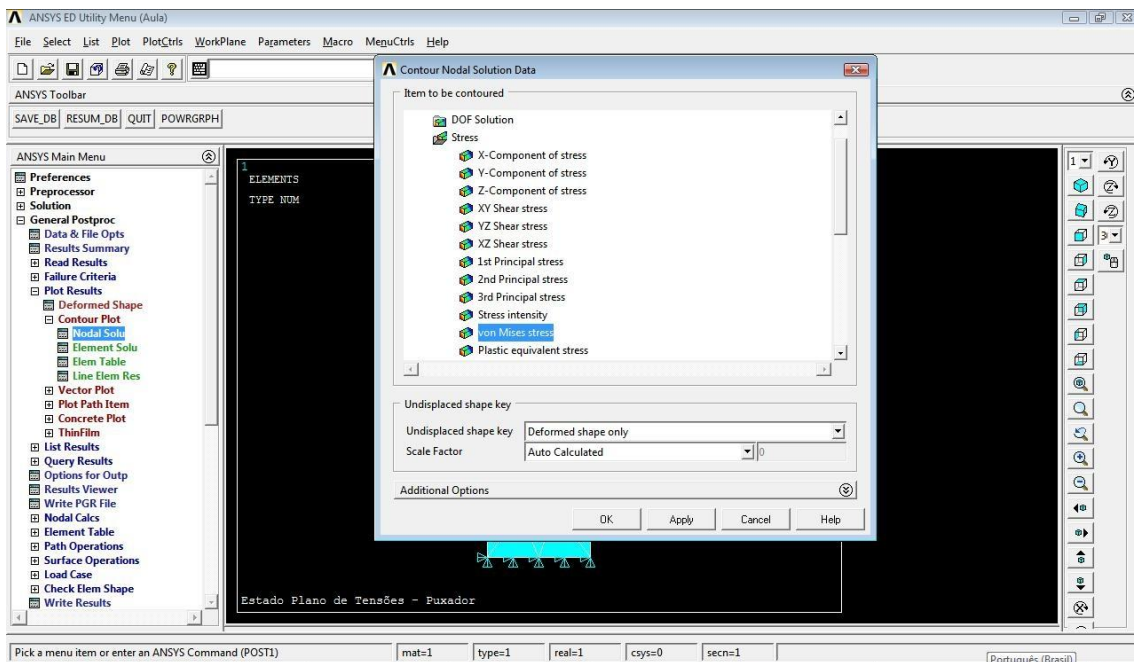 ANSYS ED Utility Menu (Aula)
File Select List Plot PlotCtrls WorkPlane Parameters Macro MenuCtrls Help
ANSYS Toolbar
SAVE_DB RESUM_DB QUIT POWRGRPH
ANSYS Main Menu
Preferences
Preprocessor
Solution
General Postproc
Data & File Opts
Results Summary
Read Results
Failure Criteria
Plot Results
Deformed Shape
Contour Plot
Nodal Solu
Element Solu
Elem Table
Line Elem Res
Vector Plot
Plot Path Item
Concrete Plot
ThinFilm
List Results
Query Results
Options for Outp
Results Viewer
Write PGR File
Nodal Calcs
Element Table
Path Operations
Surface Operations
Load Case
Check Elem Shape
Write Results
1
ELEMENTS
TYPE NUM
Estado Plano de Tensões - Puxador
Contour Nodal Solution Data
Item to be contoured
DOF Solution
Stress
X-Component of stress
Y-Component of stress
Z-Component of stress
XY Shear stress
YZ Shear stress
XZ Shear stress
1st Principal stress
2nd Principal stress
3rd Principal stress
Stress intensity
von Mises stress
Plastic equivalent stress
Undisplaced shape key
Undisplaced shape key Deformed shape only
Scale Factor Auto Calculated 0
Additional Options
OK Apply Cancel Help
1
Pick a menu item or enter an ANSYS Command (POST1) mat=1 type=1 real=1 csys=0 secn=1
Português (Brasil)